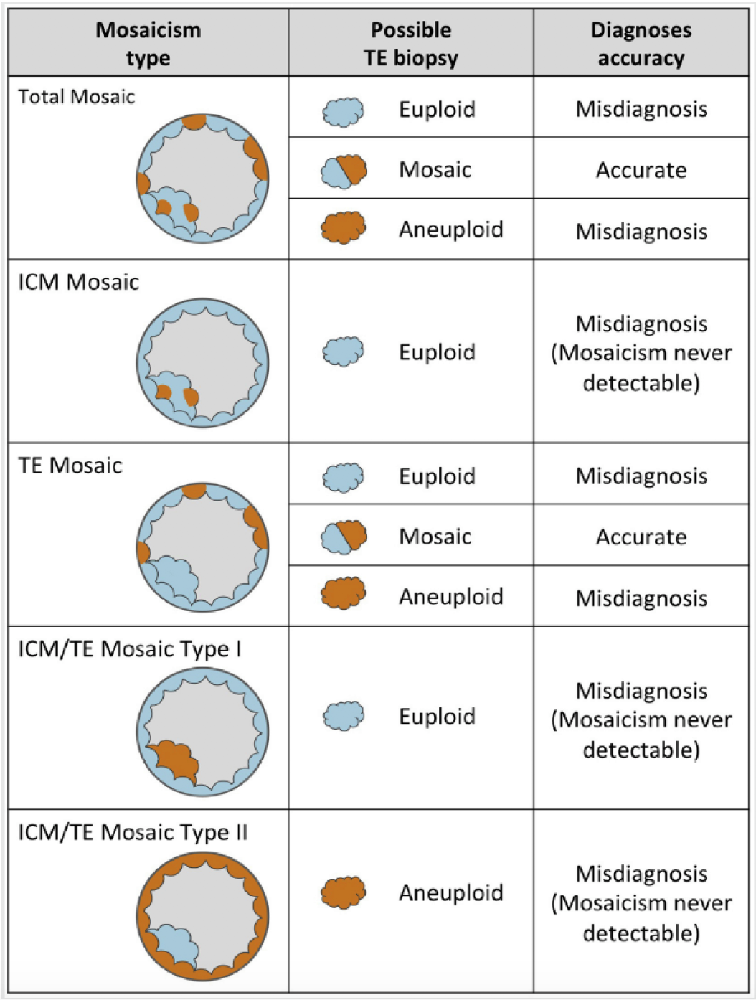 Mosaicism
type
Possible
TE biopsy
Diagnoses
accuracy
Total Mosaic
Euploid
Misdiagnosis
Mosaic
Accurate
Aneuploid
Misdiagnosis
ICM Mosaic
Euploid
Misdiagnosis
(Mosaicism never
detectable)
TE Mosaic
Euploid
Misdiagnosis
Mosaic
Accurate
Aneuploid
Misdiagnosis
ICM/TE Mosaic Type I
Euploid
Misdiagnosis
(Mosaicism never
detectable)
ICM/TE Mosaic Type II
Aneuploid
Misdiagnosis
(Mosaicism never
detectable)